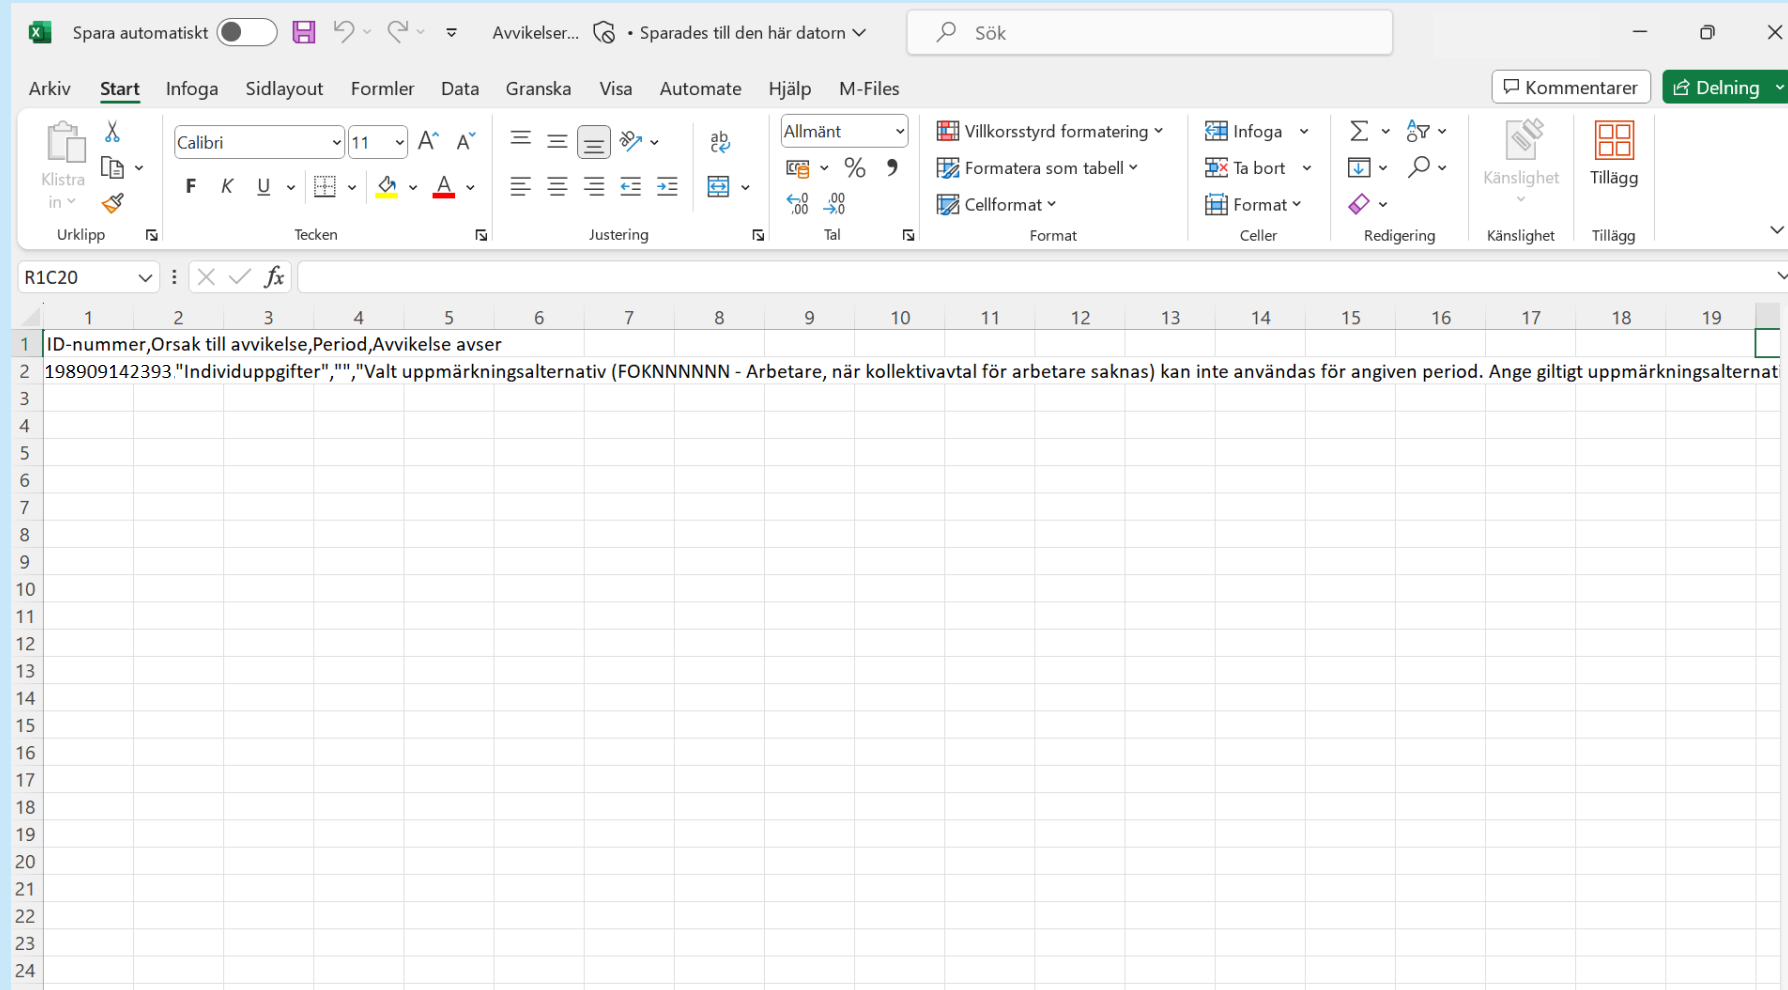 Spara automatiskt Avvikelser... • Sparades till den här datorn Sök
Arkiv Start Infoga Sidlayout Formler Data Granska Visa Automate Hjälp M-Files Kommentarer Delning
Klistra in
Urklipp
Calibri 11
F K U A
Tecken
ab
Justering
Allmänt
%
Tal
Villkorsstyrd formatering
Formatera som tabell
Cellformat
Format
Infoga
Ta bort
Format
Celler
Redigering
Känslighet
Känslighet
Tillägg
Tillägg
R1C20 fx
1 2 3 4 5 6 7 8 9 10 11 12 13 14 15 16 17 18 19
1 ID-nummer,Orsak till avvikelse,Period,Avvikelse avser
2 198909142393,"Individuppgifter","","Valt uppmärkningsalternativ (FOKNNNNNN - Arbetare, när kollektivavtal för arbetare saknas) kan inte användas för angiven period. Ange giltigt uppmärkningsalternati
3
4
5
6
7
8
9
10
11
12
13
14
15
16
17
18
19
20
21
22
23
24